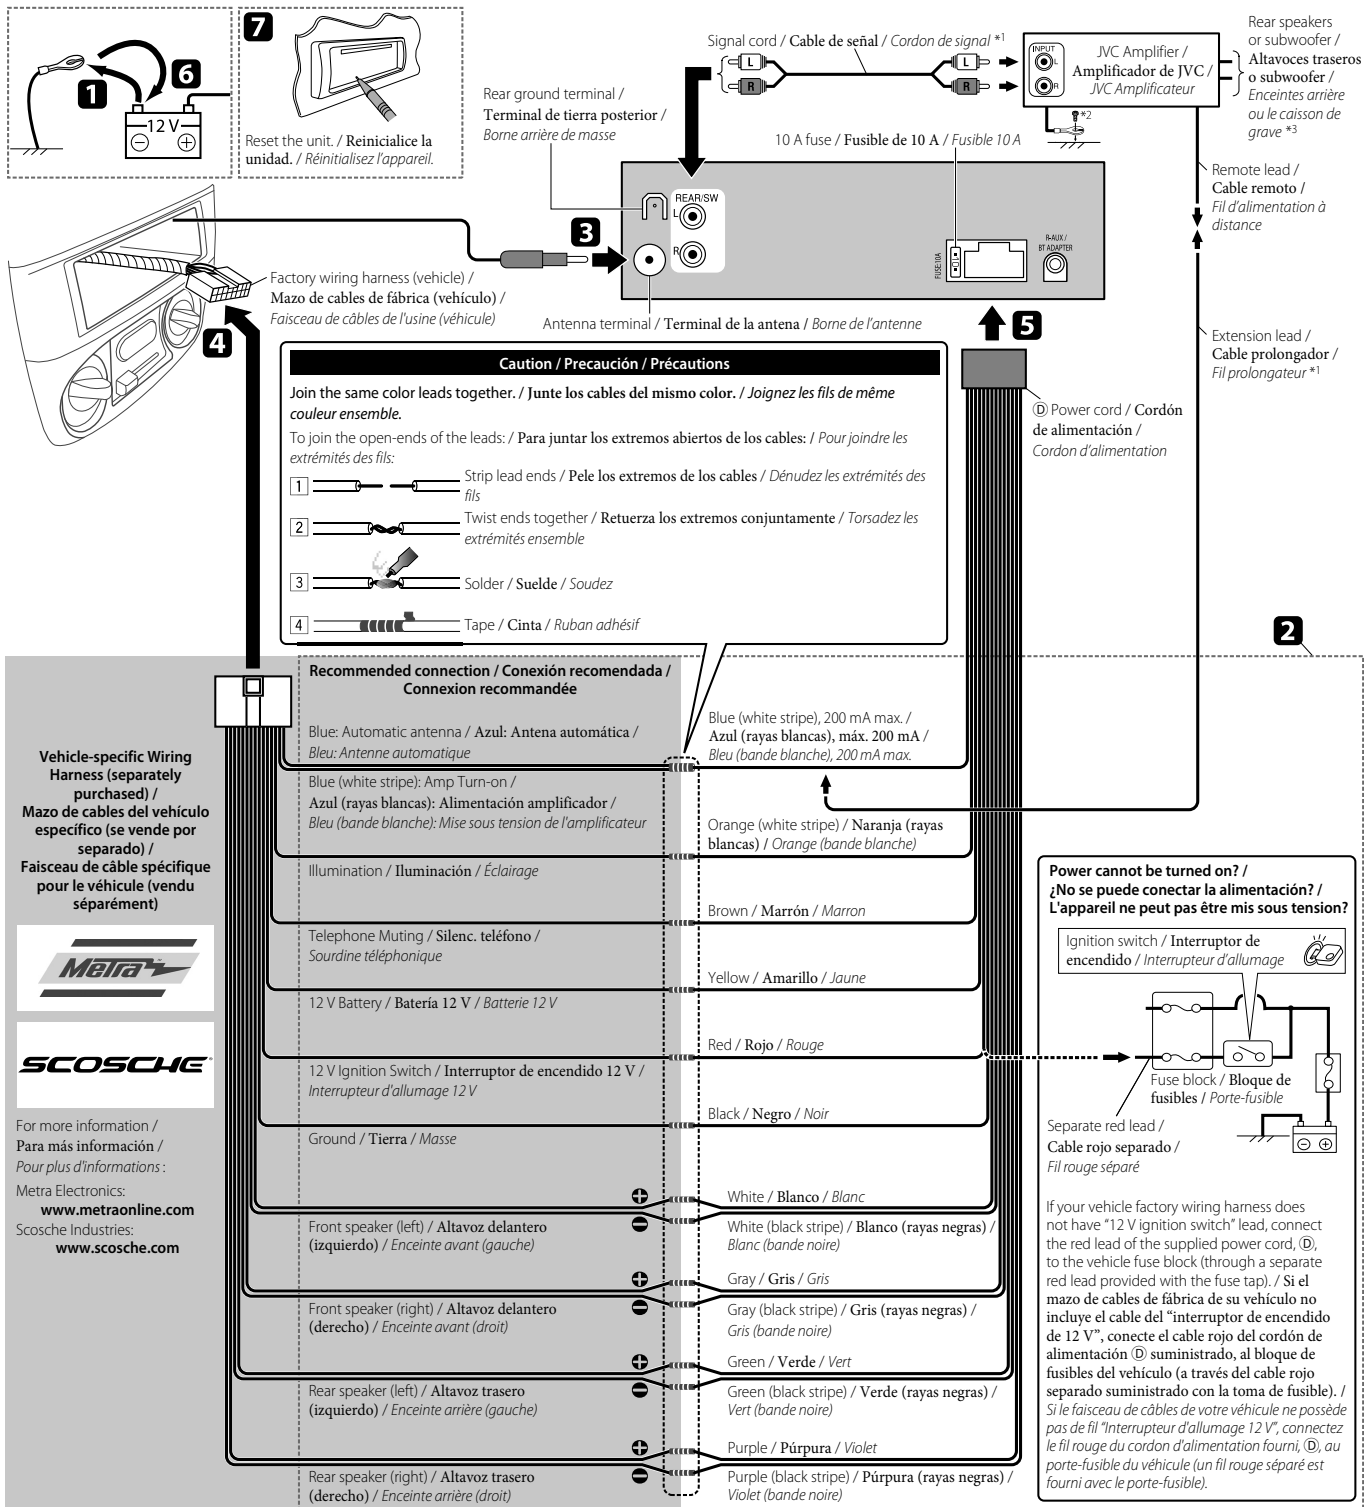 1
6
12 V
7
Reset the unit. / Reinicialice la
unidad. / Réinitialisez l'appareil.
Signal cord / Cable de señal / Cordon de signal *1
L
R
L
R
INPUT
L
R
JVC Amplifier /
Amplificador de JVC /
JVC Amplificateur
*2
Rear speakers
or subwoofer /
Altavoces traseros
o subwoofer /
Enceintes arrière
ou le caisson de
grave *3
Rear ground terminal /
Terminal de tierra posterior /
Borne arrière de masse
10 A fuse / Fusible de 10 A / Fusible 10 A
Remote lead /
Cable remoto /
Fil d'alimentation à
distance
REAR/SW
L
R
FUSE:10A
R-AUX /
BT ADAPTER
3
Factory wiring harness (vehicle) /
Mazo de cables de fábrica (vehículo) /
Faisceau de câbles de l'usine (véhicule)
4
Antenna terminal / Terminal de la antena / Borne de l'antenne
5
Extension lead /
Cable prolongador /
Fil prolongateur *1
Ⓓ Power cord / Cordón
de alimentación /
Cordon d'alimentation
Caution / Precaución / Précautions
Join the same color leads together. / Junte los cables del mismo color. / Joignez les fils de même
couleur ensemble.
To join the open-ends of the leads: / Para juntar los extremos abiertos de los cables: / Pour joindre les
extrémités des fils:
1
Strip lead ends / Pele los extremos de los cables / Dénudez les extrémités des
fils
2
Twist ends together / Retuerza los extremos conjuntamente / Torsadez les
extrémités ensemble
3
Solder / Suelde / Soudez
4
Tape / Cinta / Ruban adhésif
2
Vehicle-specific Wiring
Harness (separately
purchased) /
Mazo de cables del vehículo
específico (se vende por
separado) /
Faisceau de câble spécifique
pour le véhicule (vendu
séparément)
Metra
SCOSCHE
For more information /
Para más información /
Pour plus d'informations :
Metra Electronics:
www.metraonline.com
Scosche Industries:
www.scosche.com
Recommended connection / Conexión recomendada /
Connexion recommandée
Blue: Automatic antenna / Azul: Antena automática /
Bleu: Antenne automatique
Blue (white stripe): Amp Turn-on /
Azul (rayas blancas): Alimentación amplificador /
Bleu (bande blanche): Mise sous tension de l'amplificateur
Illumination / Iluminación / Éclairage
Telephone Muting / Silenc. teléfono /
Sourdine téléphonique
12 V Battery / Batería 12 V / Batterie 12 V
12 V Ignition Switch / Interruptor de encendido 12 V /
Interrupteur d'allumage 12 V
Ground / Tierra / Masse
Front speaker (left) / Altavoz delantero
(izquierdo) / Enceinte avant (gauche)
Front speaker (right) / Altavoz delantero
(derecho) / Enceinte avant (droit)
Rear speaker (left) / Altavoz trasero
(izquierdo) / Enceinte arrière (gauche)
Rear speaker (right) / Altavoz trasero
(derecho) / Enceinte arrière (droit)
Blue (white stripe), 200 mA max. /
Azul (rayas blancas), máx. 200 mA /
Bleu (bande blanche), 200 mA max.
Orange (white stripe) / Naranja (rayas
blancas) / Orange (bande blanche)
Brown / Marrón / Marron
Yellow / Amarillo / Jaune
Red / Rojo / Rouge
Black / Negro / Noir
White / Blanco / Blanc
White (black stripe) / Blanco (rayas negras) /
Blanc (bande noire)
Gray / Gris / Gris
Gray (black stripe) / Gris (rayas negras) /
Gris (bande noire)
Green / Verde / Vert
Green (black stripe) / Verde (rayas negras) /
Vert (bande noire)
Purple / Púrpura / Violet
Purple (black stripe) / Púrpura (rayas negras) /
Violet (bande noire)
Power cannot be turned on? /
¿No se puede conectar la alimentación? /
L'appareil ne peut pas être mis sous tension?
Ignition switch / Interruptor de
encendido / Interrupteur d'allumage
Fuse block / Bloque de
fusibles / Porte-fusible
Separate red lead /
Cable rojo separado /
Fil rouge séparé
If your vehicle factory wiring harness does
not have “12 V ignition switch” lead, connect
the red lead of the supplied power cord, Ⓓ,
to the vehicle fuse block (through a separate
red lead provided with the fuse tap). / Si el
mazo de cables de fábrica de su vehículo no
incluye el cable del “interruptor de encendido
de 12 V”, conecte el cable rojo del cordón de
alimentación Ⓓ suministrado, al bloque de
fusibles del vehículo (a través del cable rojo
separado suministrado con la toma de fusible). /
Si le faisceau de câbles de votre véhicule ne possède
pas de fil “Interrupteur d'allumage 12 V”, connectez
le fil rouge du cordon d'alimentation fourni, Ⓓ, au
porte-fusible du véhicule (un fil rouge séparé est
fourni avec le porte-fusible).